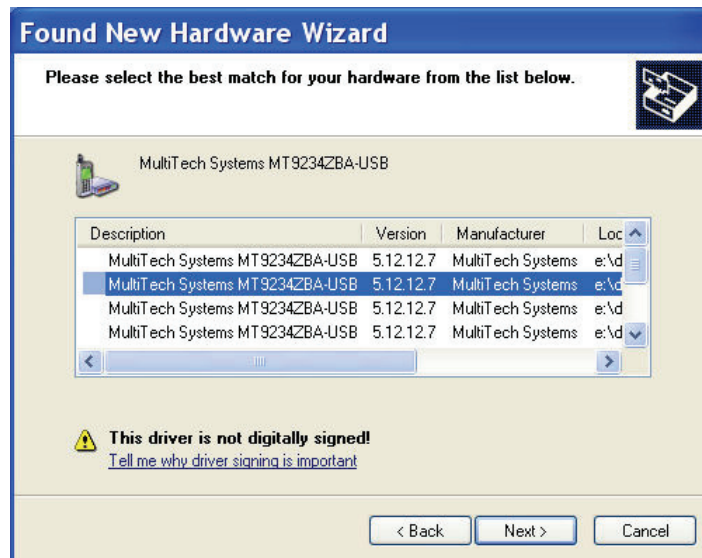 Found New Hardware Wizard
Please select the best match for your hardware from the list below.
MultiTech Systems MT9234ZBA-USB
Description Version Manufacturer Loc
MultiTech Systems MT9234ZBA-USB 5.12.12.7 MultiTech Systems e:\d
MultiTech Systems MT9234ZBA-USB 5.12.12.7 MultiTech Systems e:\d
MultiTech Systems MT9234ZBA-USB 5.12.12.7 MultiTech Systems e:\d
MultiTech Systems MT9234ZBA-USB 5.12.12.7 MultiTech Systems e:\d
This driver is not digitally signed!
Tell me why driver signing is important
< Back Next > Cancel